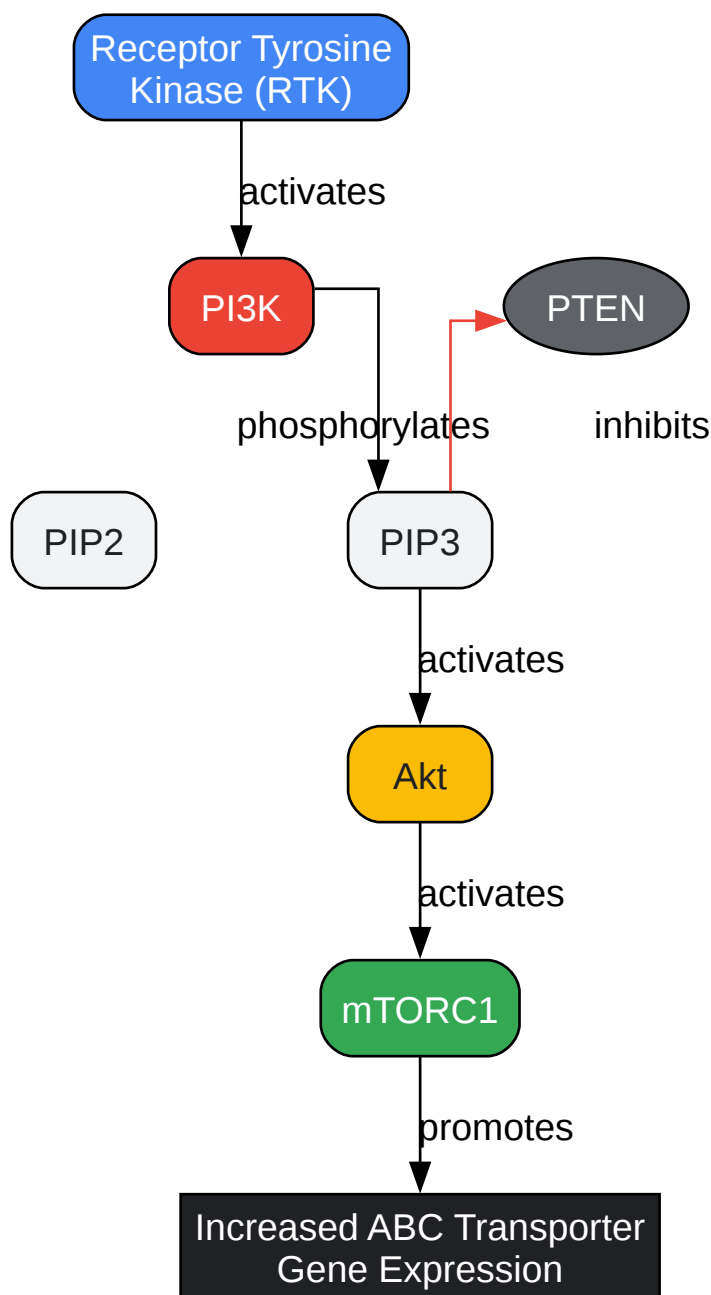 Receptor Tyrosine
Kinase (RTK)
activates
PI3K
PTEN
phosphorylates
inhibits
PIP2
PIP3
activates
Akt
activates
mTORC1
promotes
Increased ABC Transporter
Gene Expression